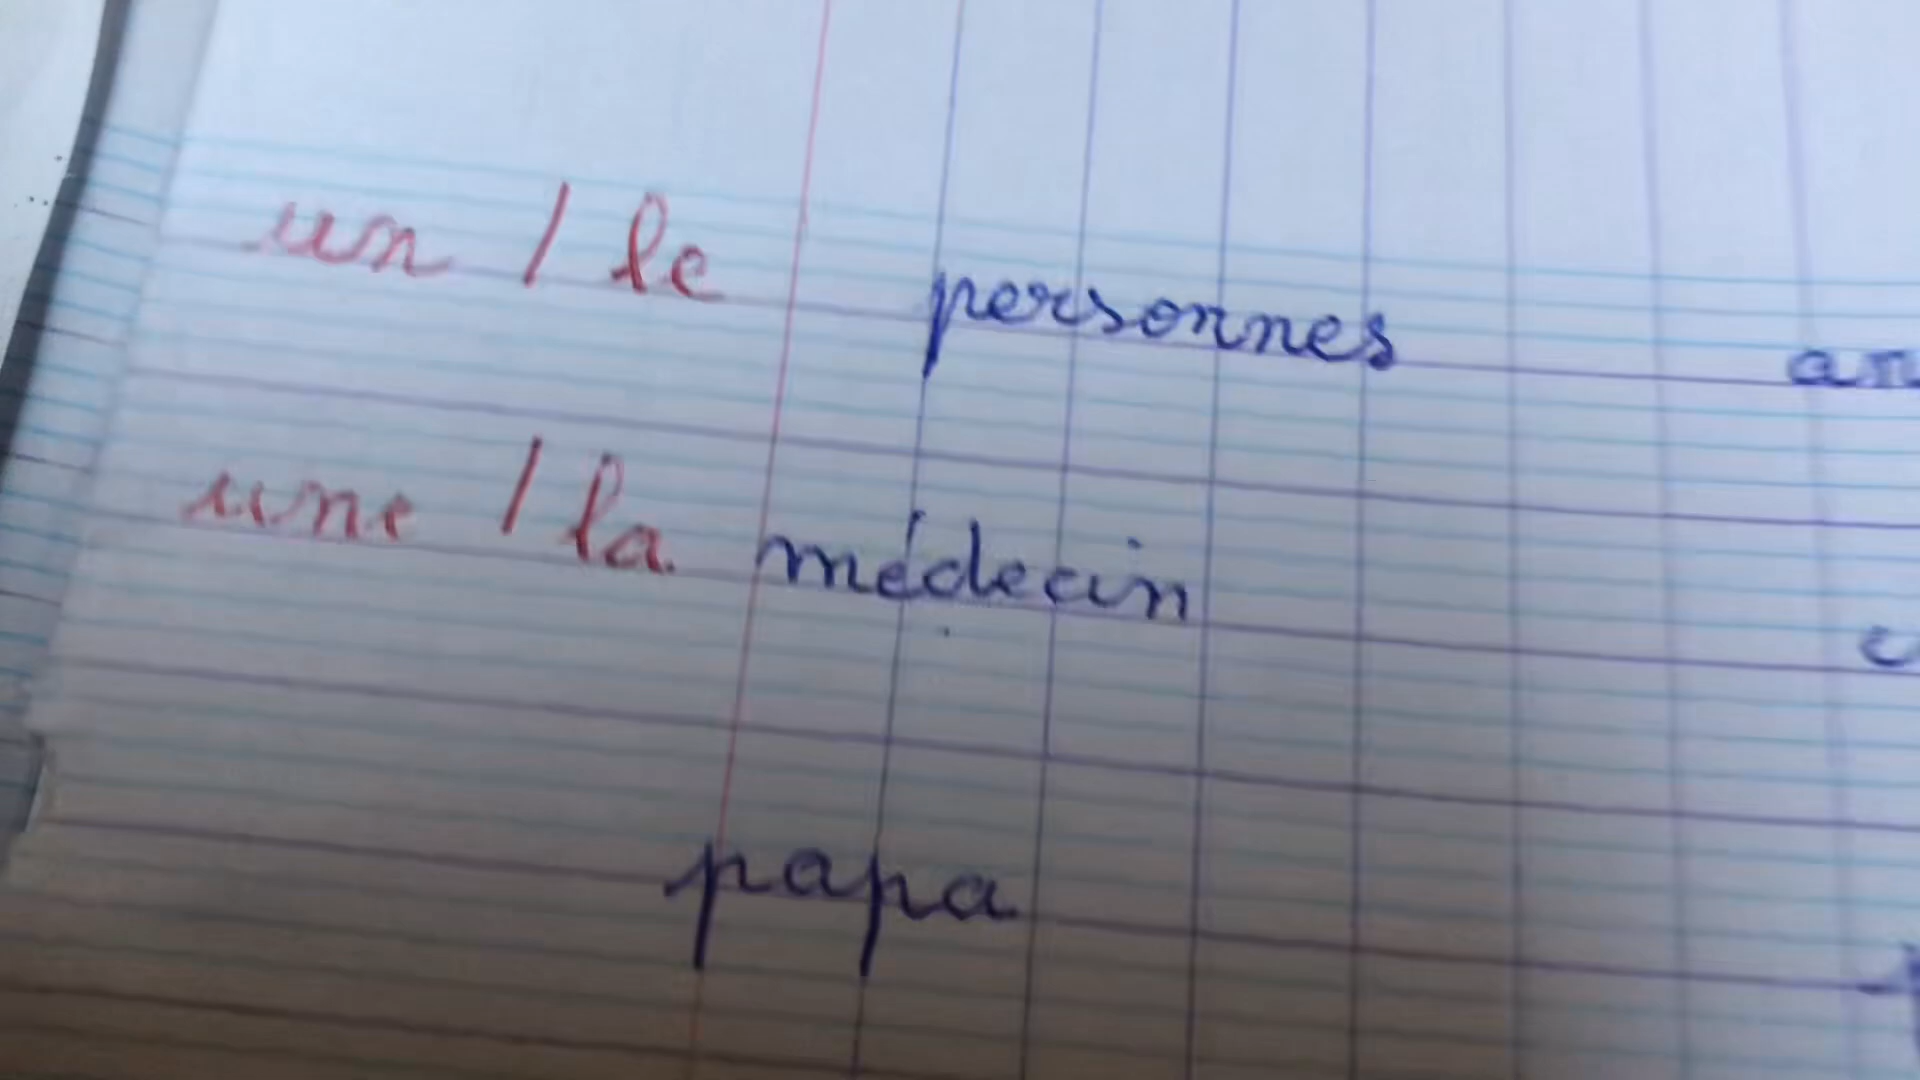 un / le personnes
une / la médecin
papa